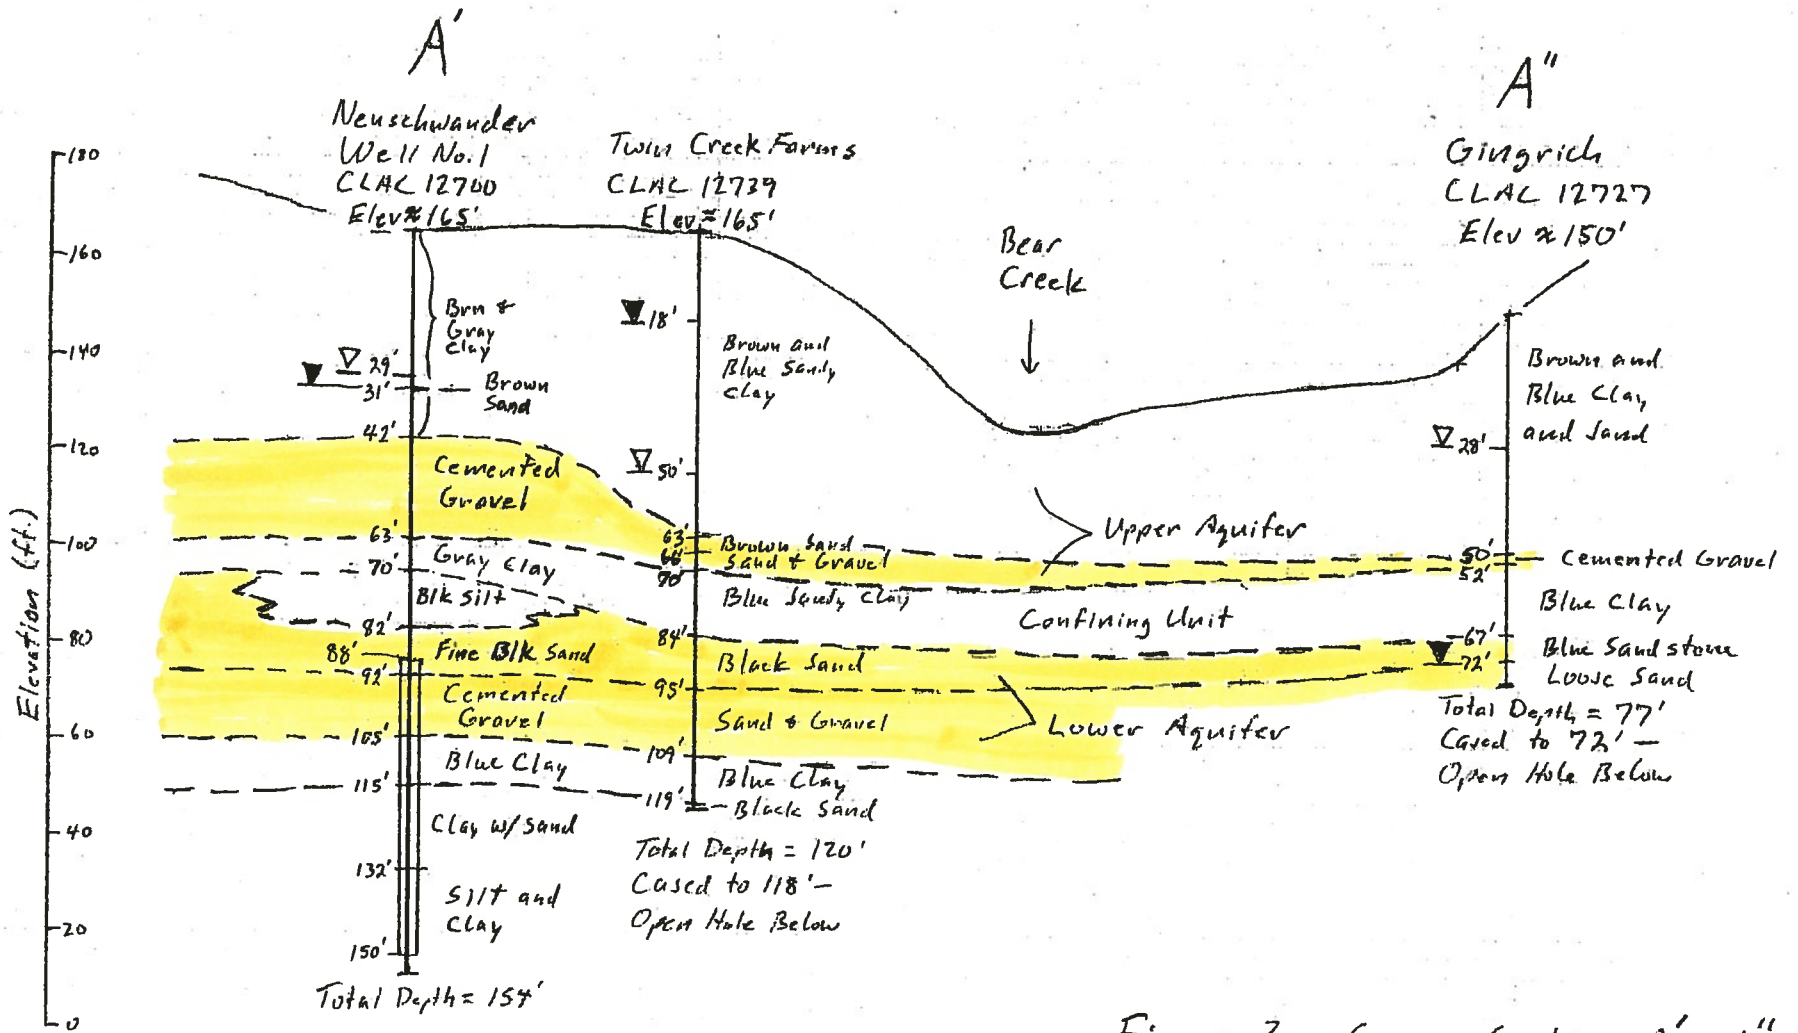 A'
A"
Neuschwander
Well No.1
CLAC 12700
Elev ≈ 165'
Twin Creek Farms
CLAC 12739
Elev ≈ 165'
Gingrich
CLAC 12727
Elev ≈ 150'
Bear
Creek
Elevation (ft.)
180
160
140
120
100
80
60
40
20
0
Brn &
Gray
Clay
29'
31'
Brown
Sand
42'
Cemented
Gravel
63'
Gray Clay
70'
Blk Silt
82'
88'
Fine Blk Sand
92'
Cemented
Gravel
105'
Blue Clay
115'
Clay w/ Sand
132'
Silt and
Clay
150'
Total Depth = 154'
18'
Brown and
Blue Sandy
Clay
50'
63'
Brown Sand
66'
Sand & Gravel
70'
Blue Sandy Clay
84'
Black Sand
95'
Sand & Gravel
109'
Blue Clay
119'
Black Sand
Total Depth = 120'
Cased to 118' –
Open Hole Below
Upper Aquifer
Confining Unit
Lower Aquifer
Brown and
Blue Clay
and Sand
28'
50'
Cemented Gravel
52'
Blue Clay
67'
Blue Sandstone
72'
Loose Sand
Total Depth = 77'
Cased to 72' –
Open Hole Below